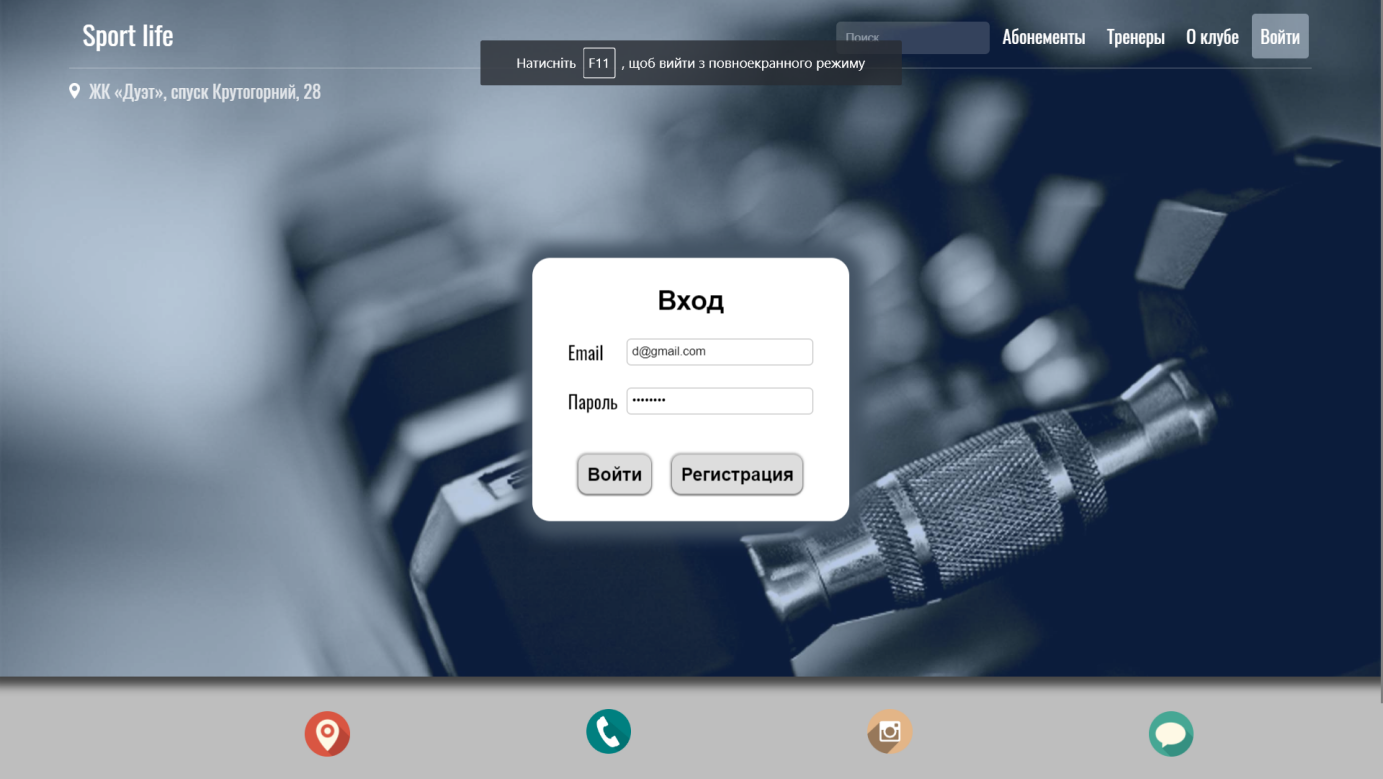 Sport life
Поиск
Абонементы
Тренеры
О клубе
Войти
Натисніть F11 , щоб вийти з повноекранного режиму
ЖК «Дуэт», спуск Крутогорний, 28
Вход
Email d@gmail.com
Пароль ••••••••
Войти Регистрация